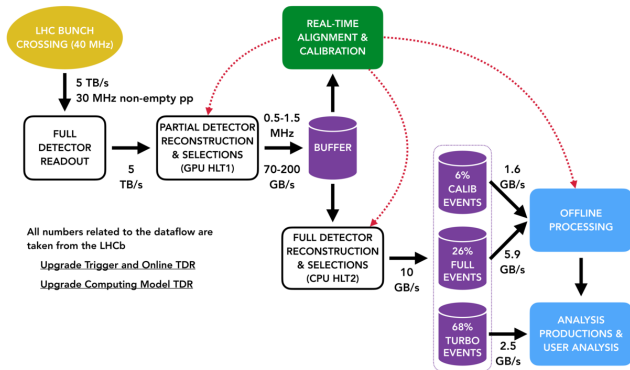 LHC BUNCH
CROSSING (40 MHz)
5 TB/s
30 MHz non-empty pp
FULL
DETECTOR
READOUT
5
TB/s
PARTIAL DETECTOR
RECONSTRUCTION
& SELECTIONS
(GPU HLT1)
0.5-1.5
MHz
70-200
GB/s
REAL-TIME
ALIGNMENT &
CALIBRATION
BUFFER
FULL DETECTOR
RECONSTRUCTION
& SELECTIONS
(CPU HLT2)
10
GB/s
6%
CALIB
EVENTS
26%
FULL
EVENTS
68%
TURBO
EVENTS
1.6
GB/s
5.9
GB/s
2.5
GB/s
OFFLINE
PROCESSING
ANALYSIS
PRODUCTIONS &
USER ANALYSIS
All numbers related to the dataflow are
taken from the LHCb
Upgrade Trigger and Online TDR
Upgrade Computing Model TDR